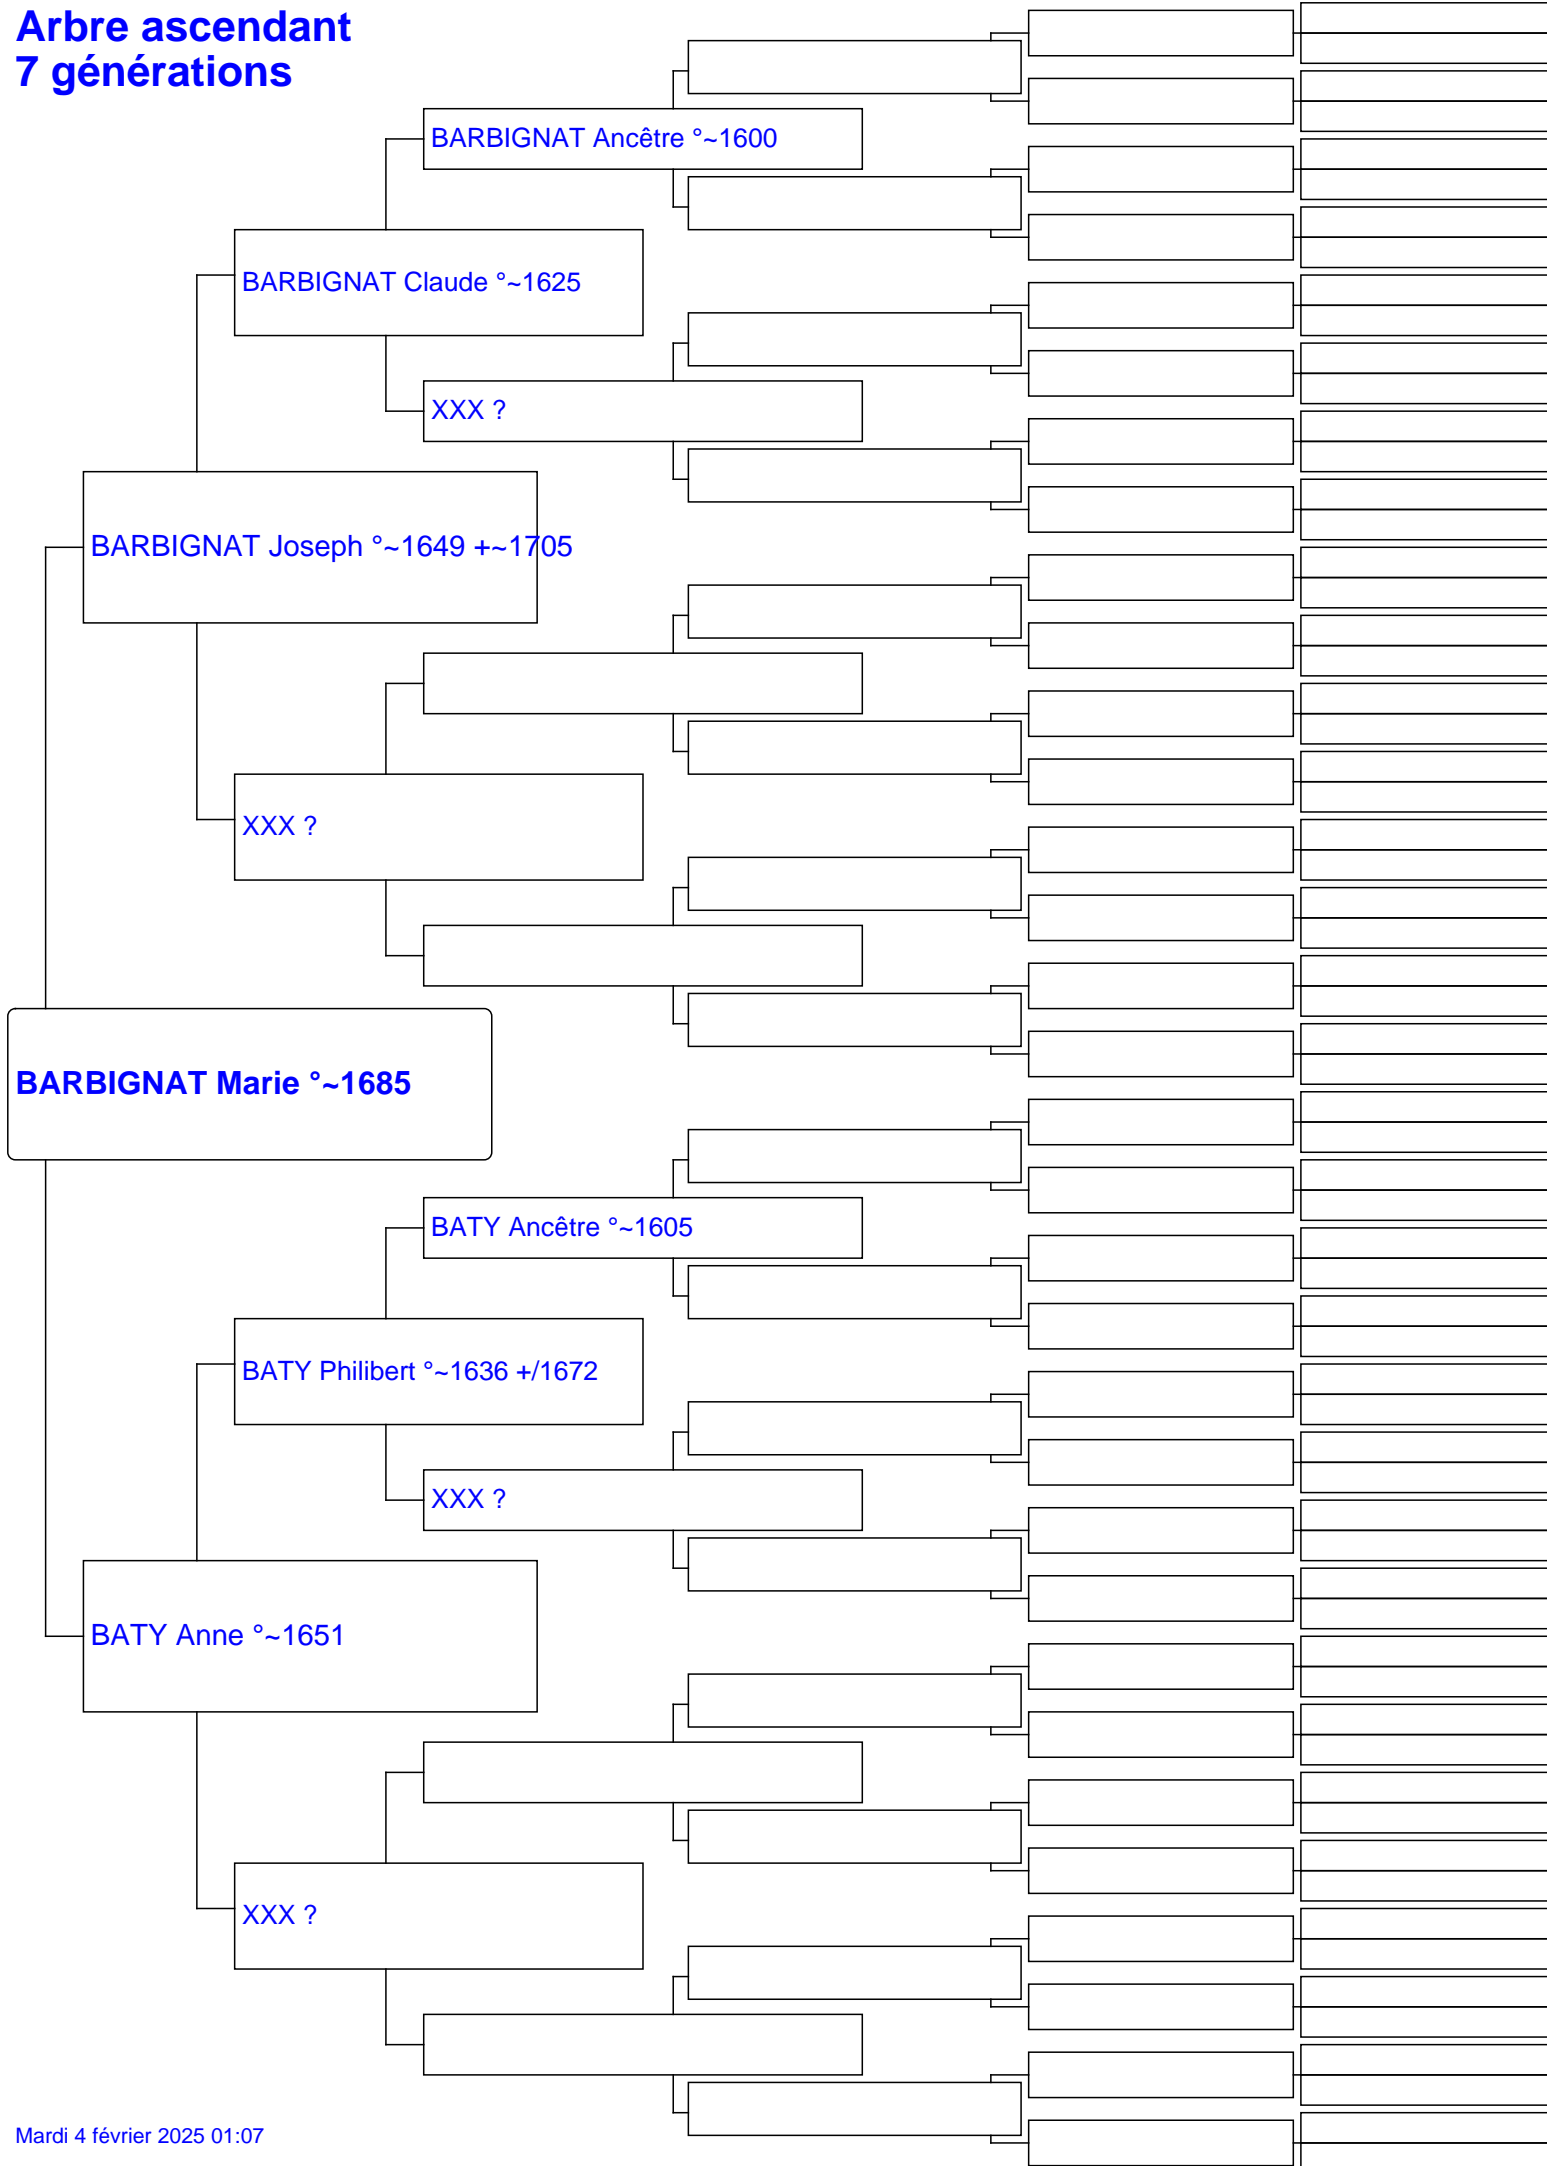 Arbre ascendant
7 générations
BARBIGNAT Ancêtre °~1600
BARBIGNAT Claude °~1625
XXX ?
BARBIGNAT Joseph °~1649 +~1705
XXX ?
BARBIGNAT Marie °~1685
BATY Ancêtre °~1605
BATY Philibert °~1636 +/1672
XXX ?
BATY Anne °~1651
XXX ?
Mardi 4 février 2025 01:07